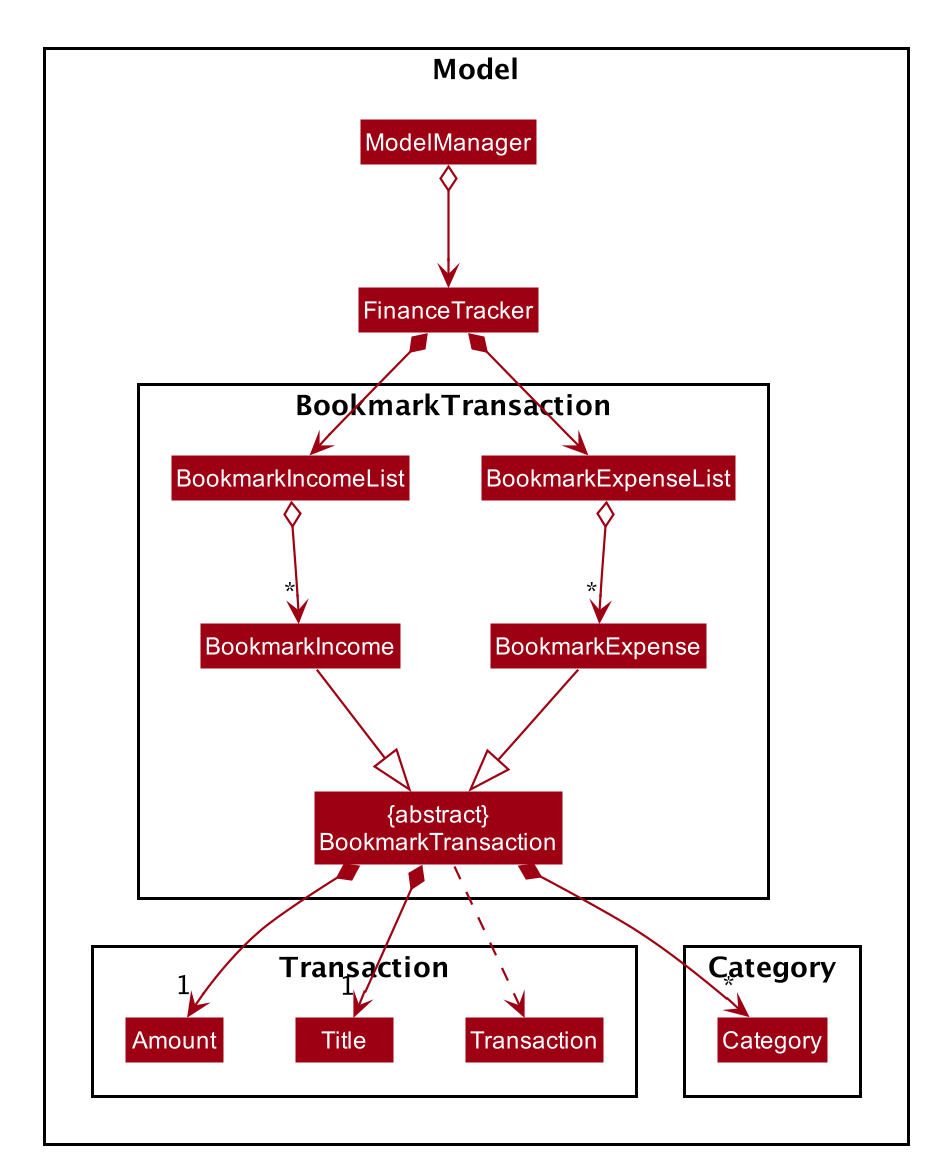 Model
ModelManager
FinanceTracker
BookmarkTransaction
BookmarkIncomeList
BookmarkExpenseList
*
*
BookmarkIncome
BookmarkExpense
{abstract}
BookmarkTransaction
Transaction
Category
1
1
*
Amount
Title
Transaction
Category